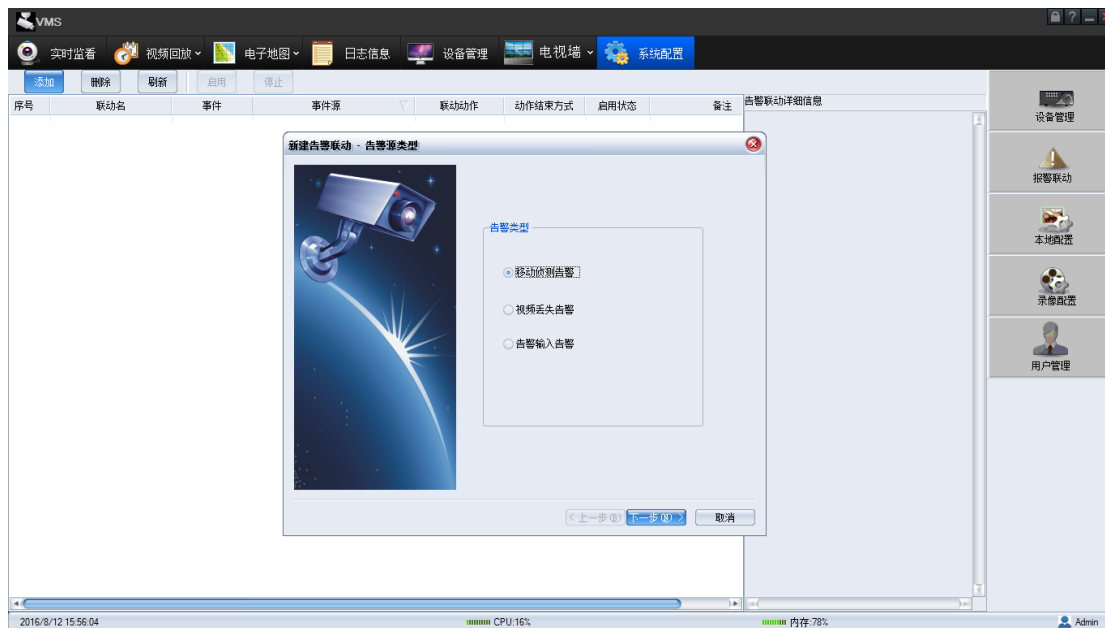 VMS
实时监看 视频回放 电子地图 日志信息 设备管理 电视墙 系统配置
添加 删除 刷新 启用 停止
序号 联动名 事件 事件源 联动动作 动作结束方式 启用状态 备注 告警联动详细信息
设备管理
报警联动
本地配置
录像配置
用户管理
新建告警联动 - 告警源类型
告警类型
移动侦测告警
视频丢失告警
告警输入告警
<上一步(B) 下一步(N)> 取消
2016/8/12 15:56:04 CPU:16% 内存:78% Admin